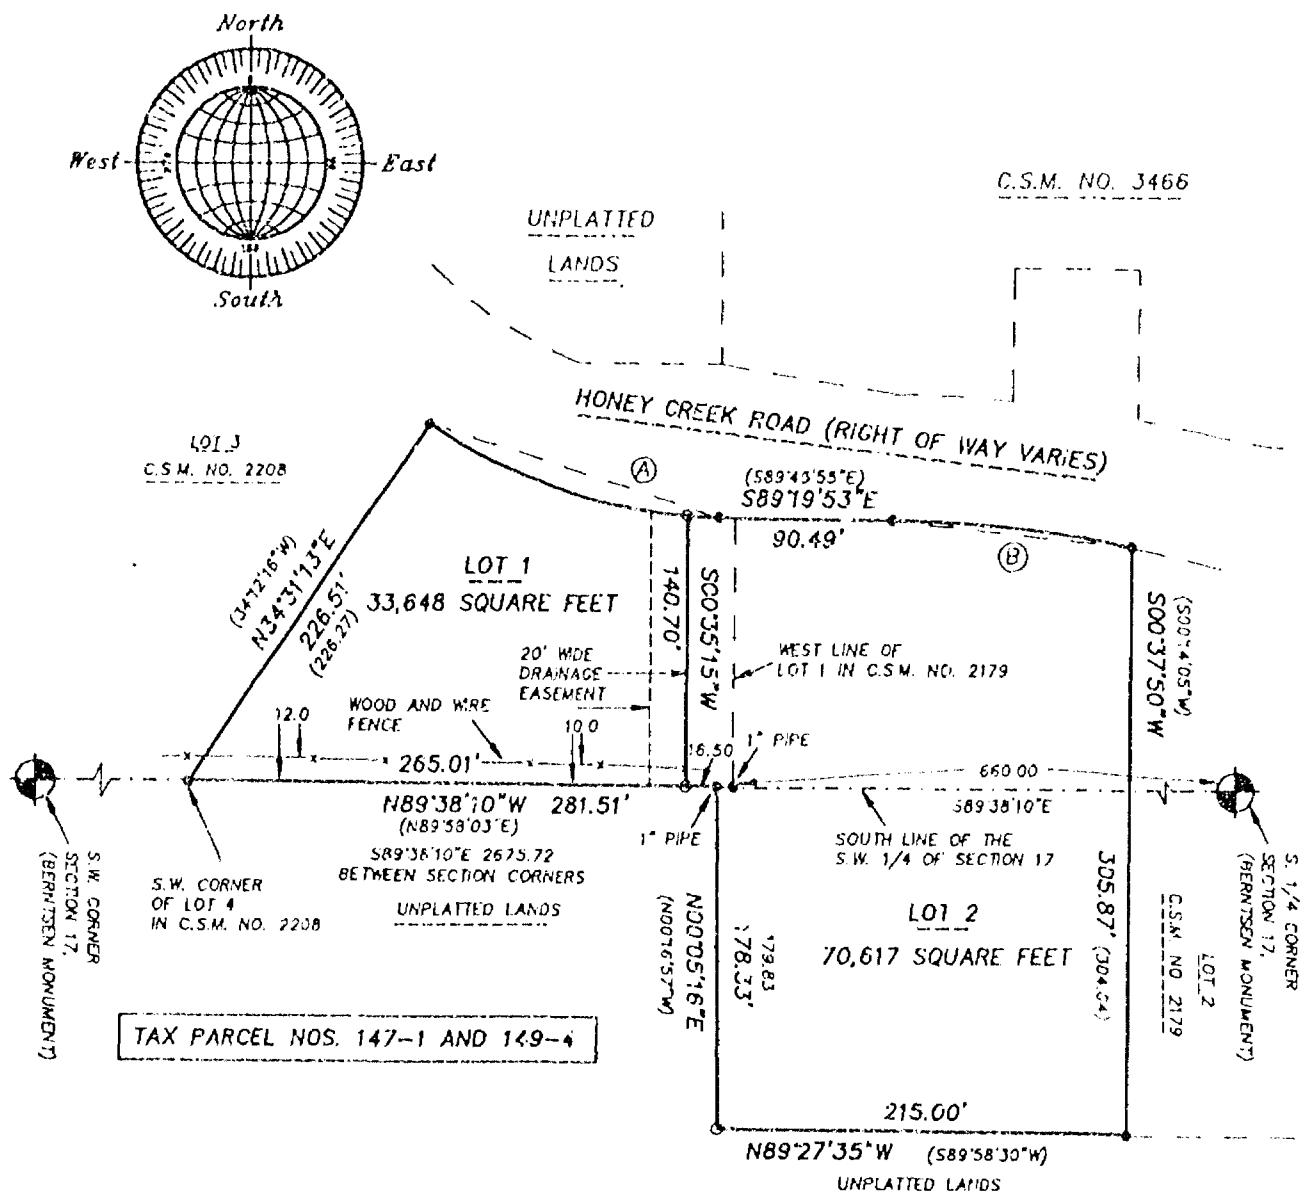 North
West
East
South
C.S.M. NO. 3466
UNPLATTED
LANDS
HONEY CREEK ROAD (RIGHT OF WAY VARIES)
LOT 3
C.S.M. NO. 2208
A
(S89°43'55"E)
S89°19'53"E
90.49'
B
(34°12'16"W)
N34°31'13"E
226.51'
(226.27)
LOT 1
33,648 SQUARE FEET
S00°35'15"W
140.70'
20' WIDE
DRAINAGE
EASEMENT
WEST LINE OF
LOT 1 IN C.S.M. NO. 2179
(S00°14'05"W)
S00°37'50"W
12.0
WOOD AND WIRE
FENCE
10.0
16.50
1" PIPE
265.01'
660.00
N89°38'10"W 281.51'
(N89°58'03"E)
S89°38'10"E
1" PIPE
SOUTH LINE OF THE
S.W. 1/4 OF SECTION 17
S89°38'10"E 2675.72
BETWEEN SECTION CORNERS
UNPLATTED LANDS
S.W. CORNER
SECTION 17,
(BERNTSEN MONUMENT)
S.W. CORNER
OF LOT 4
IN C.S.M. NO. 2208
N00°05'16"E
(N00°16'57"W)
179.83
178.33'
LOT 2
70,617 SQUARE FEET
305.87' (304.64)
LOT 2
C.S.M. NO 2179
S. 1/4 CORNER
SECTION 17,
(BERNTSEN MONUMENT)
TAX PARCEL NOS. 147-1 AND 149-4
215.00'
N89°27'35"W (S89°58'30"W)
UNPLATTED LANDS